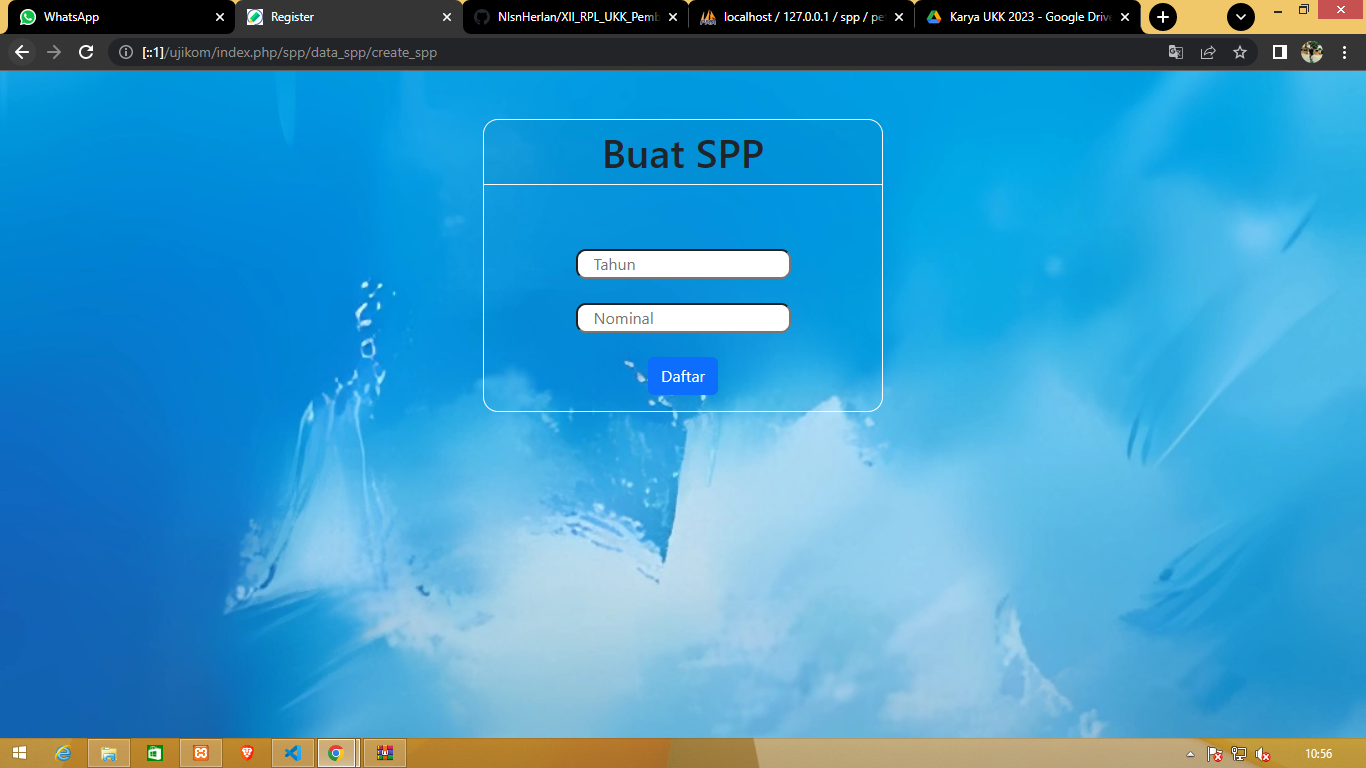 WhatsApp
Register
NIsnHerlan/XII_RPL_UKK_Pemb
localhost / 127.0.0.1 / spp / pe
Karya UKK 2023 - Google Drive
[::1]/ujikom/index.php/spp/data_spp/create_spp
Buat SPP
Tahun
Nominal
Daftar
10:56